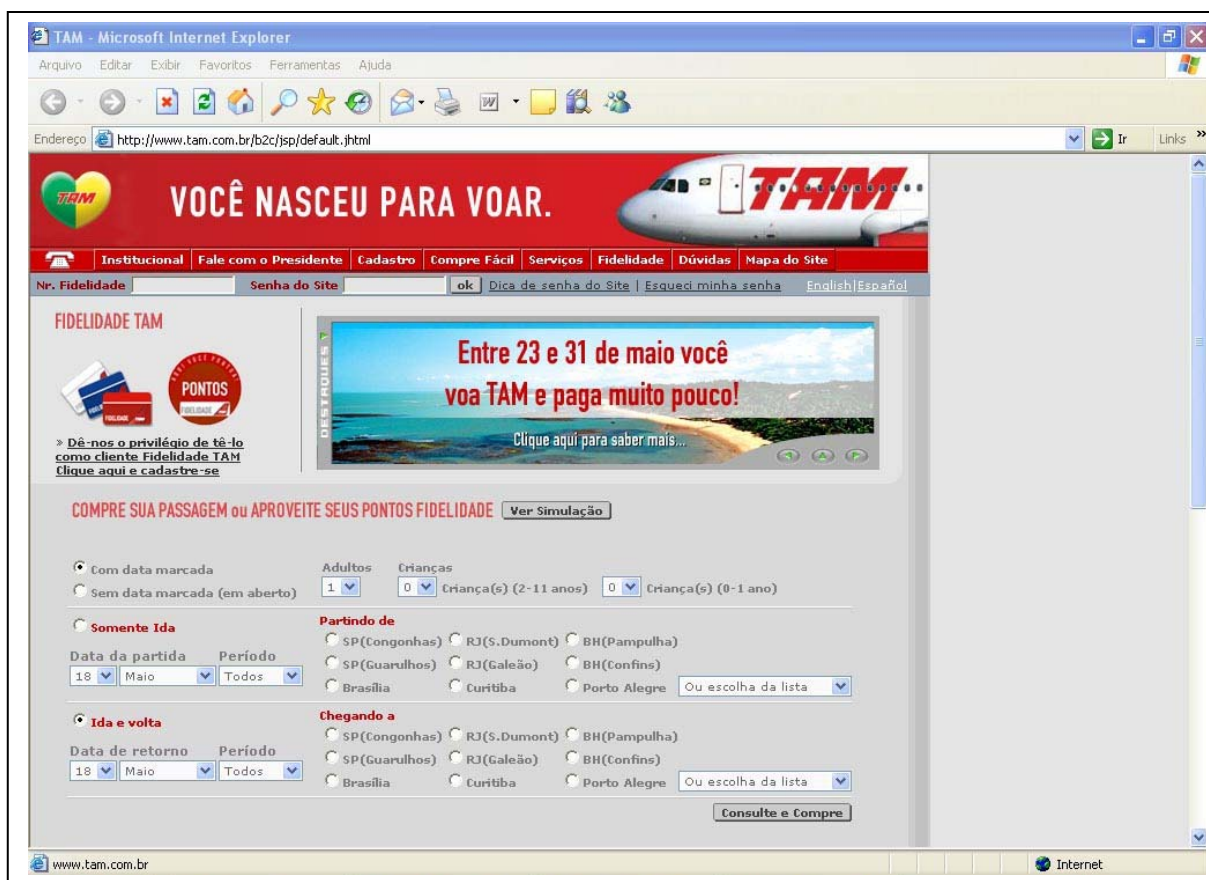 TAM - Microsoft Internet Explorer
Arquivo Editar Exibir Favoritos Ferramentas Ajuda
Endereço http://www.tam.com.br/b2c/jsp/default.jhtml Ir Links »
TAM VOCÊ NASCEU PARA VOAR. TAM
Institucional Fale com o Presidente Cadastro Compre Fácil Serviços Fidelidade Dúvidas Mapa do Site
Nr. Fidelidade Senha do Site ok Dica de senha do Site | Esqueci minha senha English|Español
FIDELIDADE TAM
PONTOS
FIDELIDADE
» Dê-nos o privilégio de tê-lo
como cliente Fidelidade TAM
Clique aqui e cadastre-se
DESTAQUES
Entre 23 e 31 de maio você
voa TAM e paga muito pouco!
Clique aqui para saber mais...
COMPRE SUA PASSAGEM ou APROVEITE SEUS PONTOS FIDELIDADE Ver Simulação
Com data marcada
Sem data marcada (em aberto)
Adultos Crianças
1 0 Criança(s) (2-11 anos) 0 Criança(s) (0-1 ano)
Somente Ida
Data da partida Período
18 Maio Todos
Partindo de
SP(Congonhas) RJ(S.Dumont) BH(Pampulha)
SP(Guarulhos) RJ(Galeão) BH(Confins)
Brasília Curitiba Porto Alegre Ou escolha da lista
Ida e volta
Data de retorno Período
18 Maio Todos
Chegando a
SP(Congonhas) RJ(S.Dumont) BH(Pampulha)
SP(Guarulhos) RJ(Galeão) BH(Confins)
Brasília Curitiba Porto Alegre Ou escolha da lista
Consulte e Compre
www.tam.com.br Internet